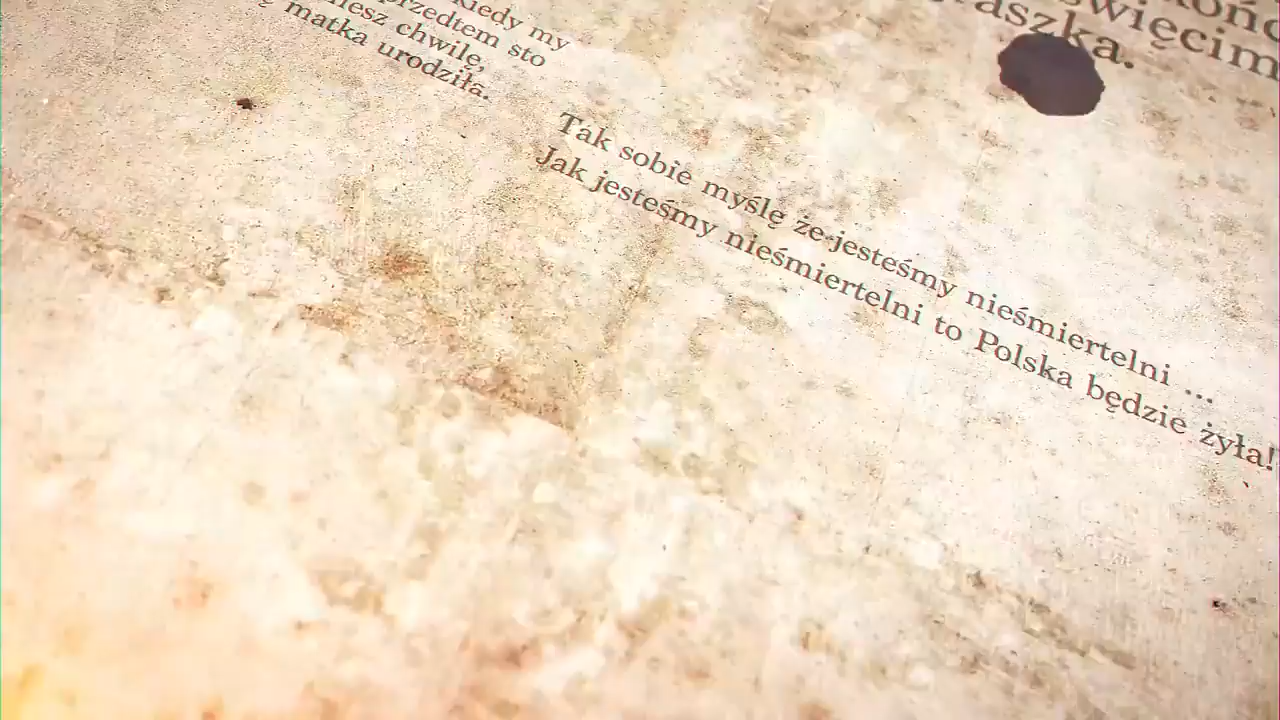 kiedy my
przedtem sto
chwilę,
matka urodziła.
Tak sobie myślę że-jesteśmy nieśmiertelni ...
Jak jesteśmy nieśmiertelni to Polska będzie żyła!